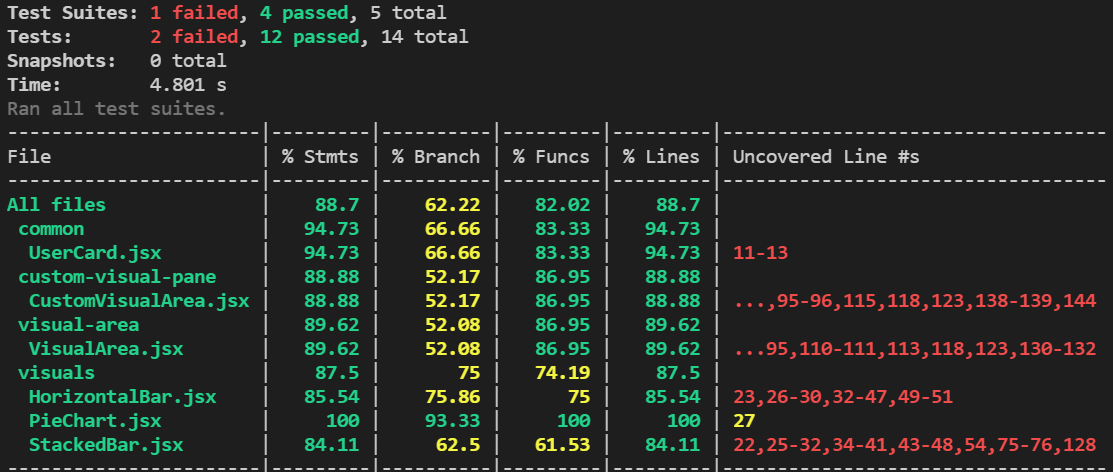 Test Suites: 1 failed, 4 passed, 5 total
Tests:       2 failed, 12 passed, 14 total
Snapshots:   0 total
Time:        4.801 s
Ran all test suites.
-----------------------|---------|----------|---------|---------|-----------------------------------
File                   | % Stmts | % Branch | % Funcs | % Lines | Uncovered Line #s
-----------------------|---------|----------|---------|---------|-----------------------------------
All files              |    88.7 |    62.22 |   82.02 |    88.7 |
 common                |   94.73 |    66.66 |   83.33 |   94.73 |
  UserCard.jsx         |   94.73 |    66.66 |   83.33 |   94.73 | 11-13
 custom-visual-pane    |   88.88 |    52.17 |   86.95 |   88.88 |
  CustomVisualArea.jsx |   88.88 |    52.17 |   86.95 |   88.88 | ...,95-96,115,118,123,138-139,144
 visual-area           |   89.62 |    52.08 |   86.95 |   89.62 |
  VisualArea.jsx       |   89.62 |    52.08 |   86.95 |   89.62 | ...95,110-111,113,118,123,130-132
 visuals               |    87.5 |       75 |   74.19 |    87.5 |
  HorizontalBar.jsx    |   85.54 |    75.86 |      75 |   85.54 | 23,26-30,32-47,49-51
  PieChart.jsx         |     100 |    93.33 |     100 |     100 | 27
  StackedBar.jsx       |   84.11 |     62.5 |   61.53 |   84.11 | 22,25-32,34-41,43-48,54,75-76,128
-----------------------|---------|----------|---------|---------|-----------------------------------